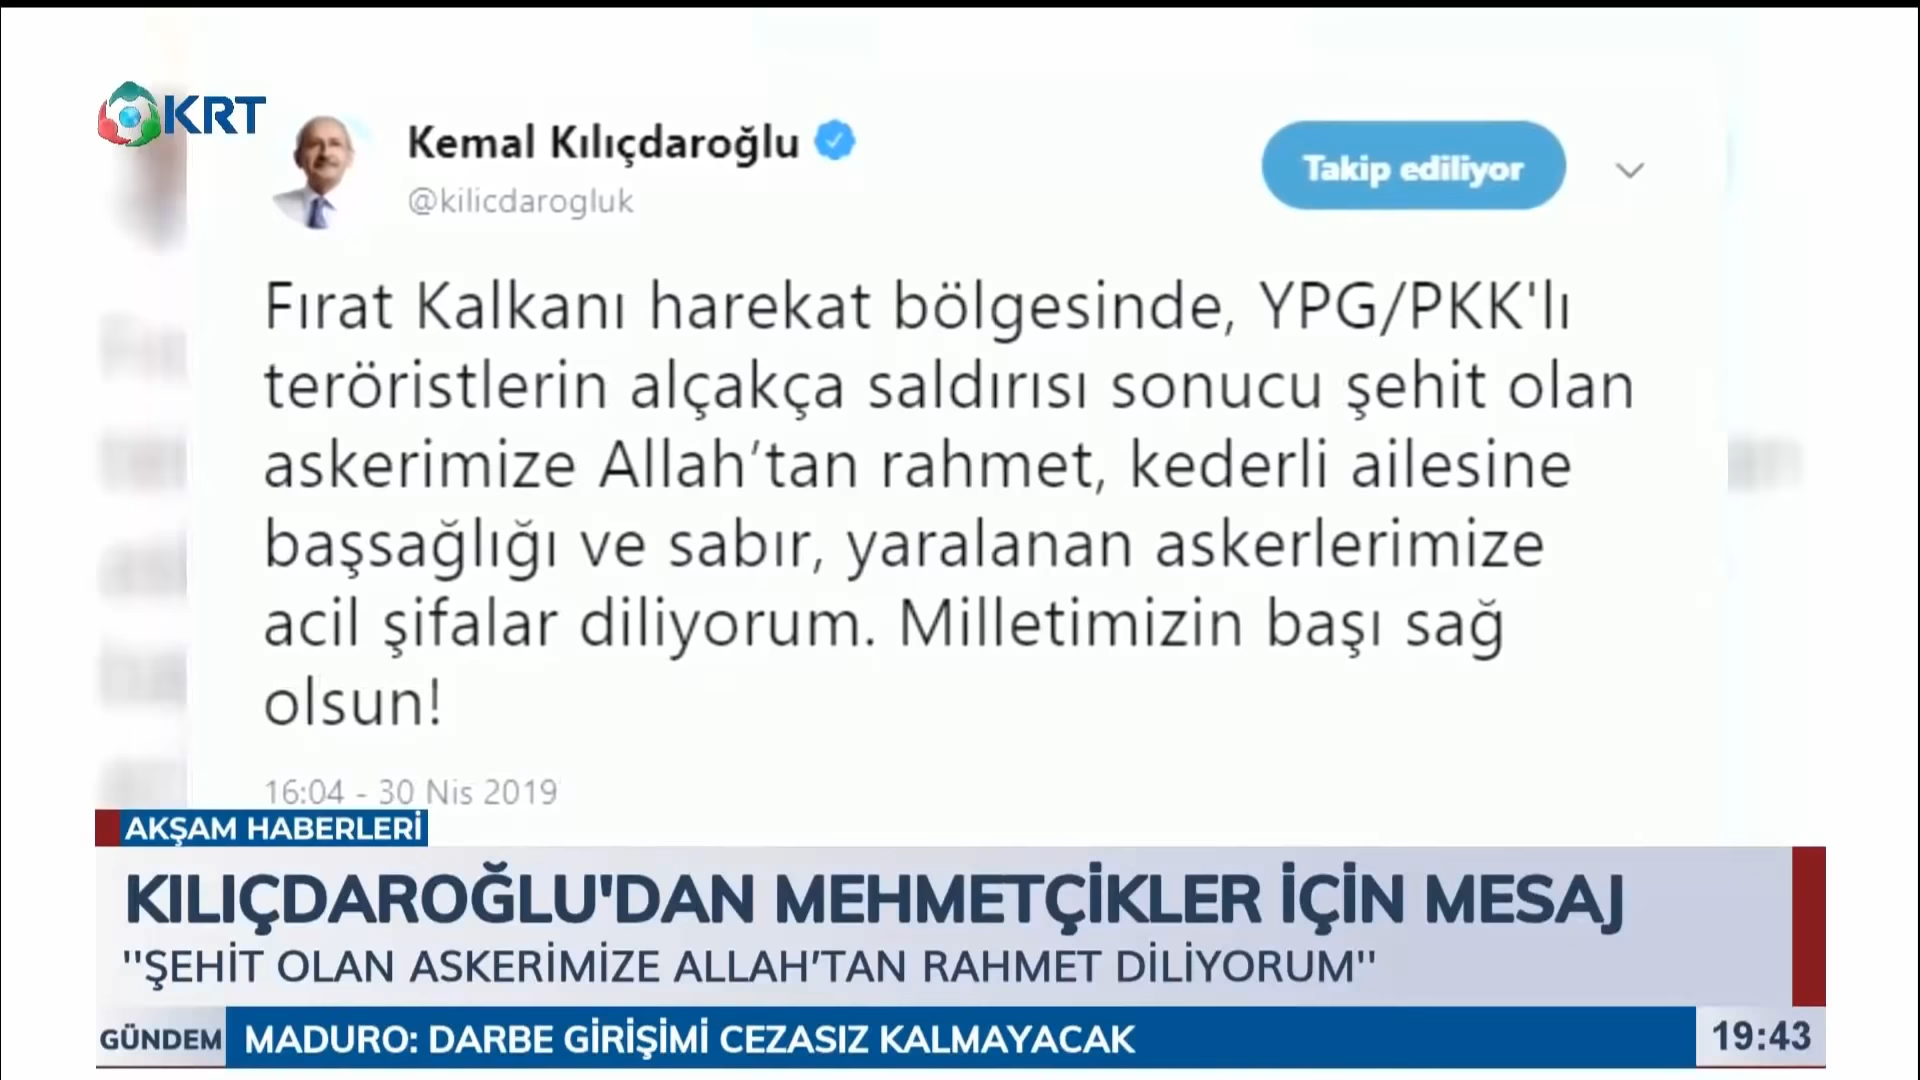 KRT
Kemal Kılıçdaroğlu
@kilicdarogluk
Takip ediliyor
Fırat Kalkanı harekat bölgesinde, YPG/PKK'lı
teröristlerin alçakça saldırısı sonucu şehit olan
askerimize Allah’tan rahmet, kederli ailesine
başsağlığı ve sabır, yaralanan askerlerimize
acil şifalar diliyorum. Milletimizin başı sağ
olsun!
16:04 - 30 Nis 2019
AKŞAM HABERLERİ
KILIÇDAROĞLU'DAN MEHMETÇİKLER İÇİN MESAJ
''ŞEHİT OLAN ASKERİMİZE ALLAH’TAN RAHMET DİLİYORUM''
GÜNDEM MADURO: DARBE GİRİŞİMİ CEZASIZ KALMAYACAK 19:43